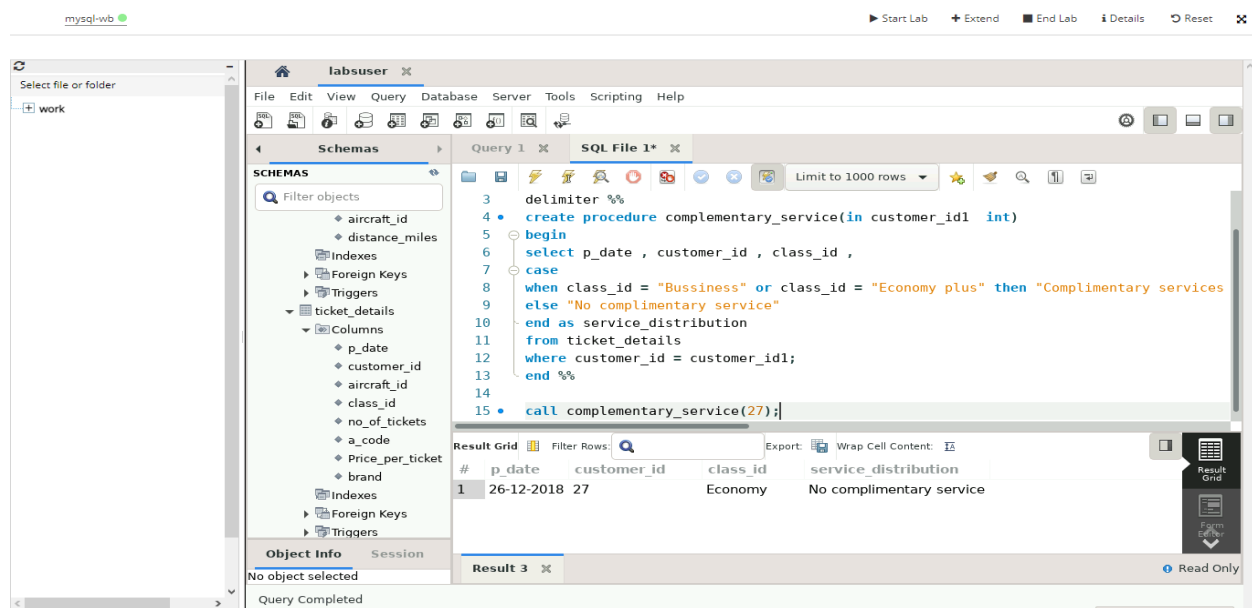 mysql-wb
Start Lab Extend End Lab Details Reset
Select file or folder
work
labsuser
File Edit View Query Database Server Tools Scripting Help
Schemas
SCHEMAS
Filter objects
aircraft_id
distance_miles
Indexes
Foreign Keys
Triggers
ticket_details
Columns
p_date
customer_id
aircraft_id
class_id
no_of_tickets
a_code
Price_per_ticket
brand
Indexes
Foreign Keys
Triggers
Object Info Session
No object selected
Query 1 SQL File 1*
Limit to 1000 rows
3 delimiter %%
4 create procedure complementary_service(in customer_id1  int)
5 begin
6 select p_date , customer_id , class_id ,
7 case
8 when class_id = "Bussiness" or class_id = "Economy plus" then "Complimentary services
9 else "No complimentary service"
10 end as service_distribution
11 from ticket_details
12 where customer_id = customer_id1;
13 end %%
14
15 call complementary_service(27);
Result Grid Filter Rows: Export: Wrap Cell Content:
# p_date customer_id class_id service_distribution
1 26-12-2018 27 Economy No complimentary service
Result Grid
Form Editor
Result 3
Read Only
Query Completed